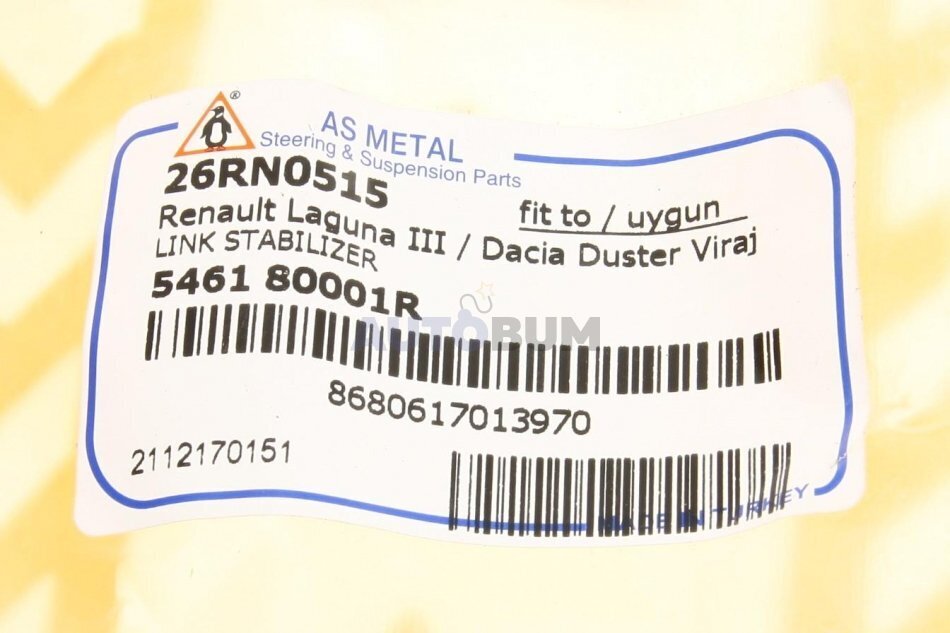 ®
AS METAL
Steering & Suspension Parts
26RN0515
fit to / uygun
Renault Laguna III / Dacia Duster Viraj
LINK STABILIZER
5461 80001R
AUTOBUM
8680617013970
2112170151
MADE IN TURKEY